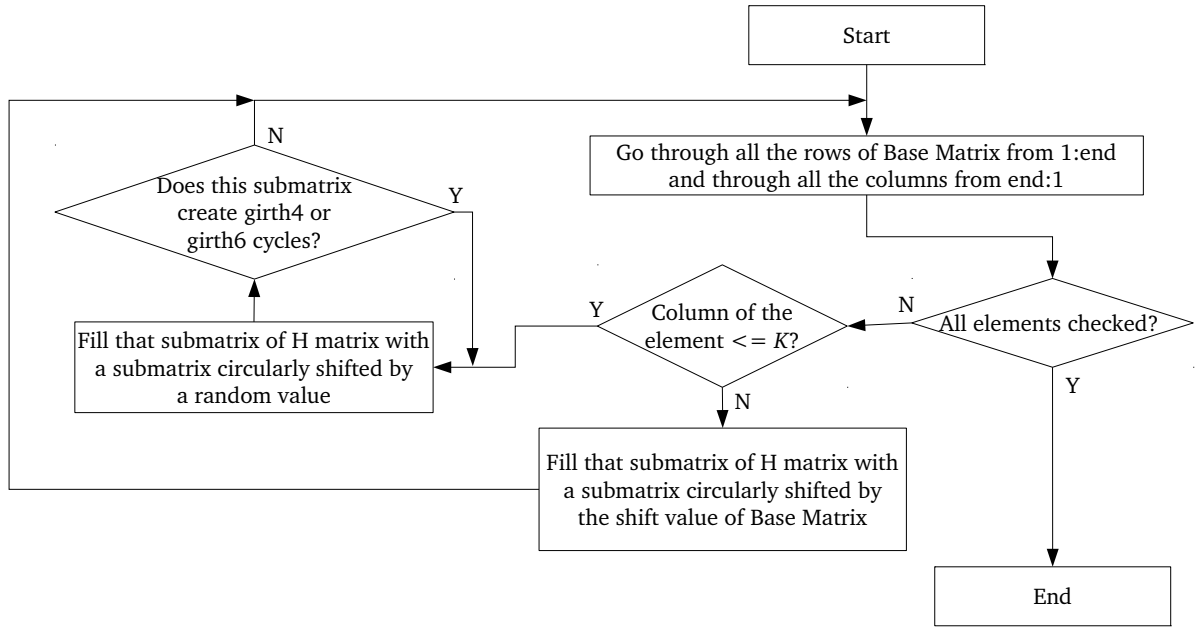 Start
Go through all the rows of Base Matrix from 1:end
and through all the columns from end:1
N
Does this submatrix
create girth4 or
girth6 cycles?
Y
Fill that submatrix of H matrix with
a submatrix circularly shifted by
a random value
Y
Column of the
element <= K?
N
N
All elements checked?
Y
Fill that submatrix of H matrix with
a submatrix circularly shifted by
the shift value of Base Matrix
End